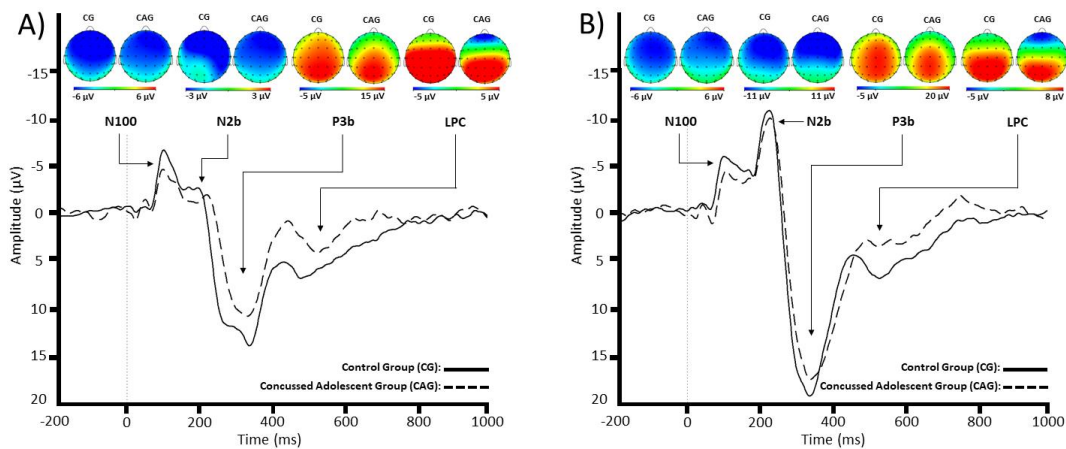 A)
CG CAG CG CAG CG CAG CG CAG
-6 µV 6 µV -3 µV 3 µV -5 µV 15 µV -5 µV 5 µV
N100 N2b P3b LPC
Amplitude (µV)
-15
-10
-5
0
5
10
15
20
Control Group (CG):
Concussed Adolescent Group (CAG):
-200 0 200 400 600 800 1000
Time (ms)
B)
CG CAG CG CAG CG CAG CG CAG
-6 µV 6 µV -11 µV 11 µV -5 µV 20 µV -5 µV 8 µV
N100 N2b P3b LPC
Amplitude (µV)
-15
-10
-5
0
5
10
15
20
Control Group (CG):
Concussed Adolescent Group (CAG):
-200 0 200 400 600 800 1000
Time (ms)